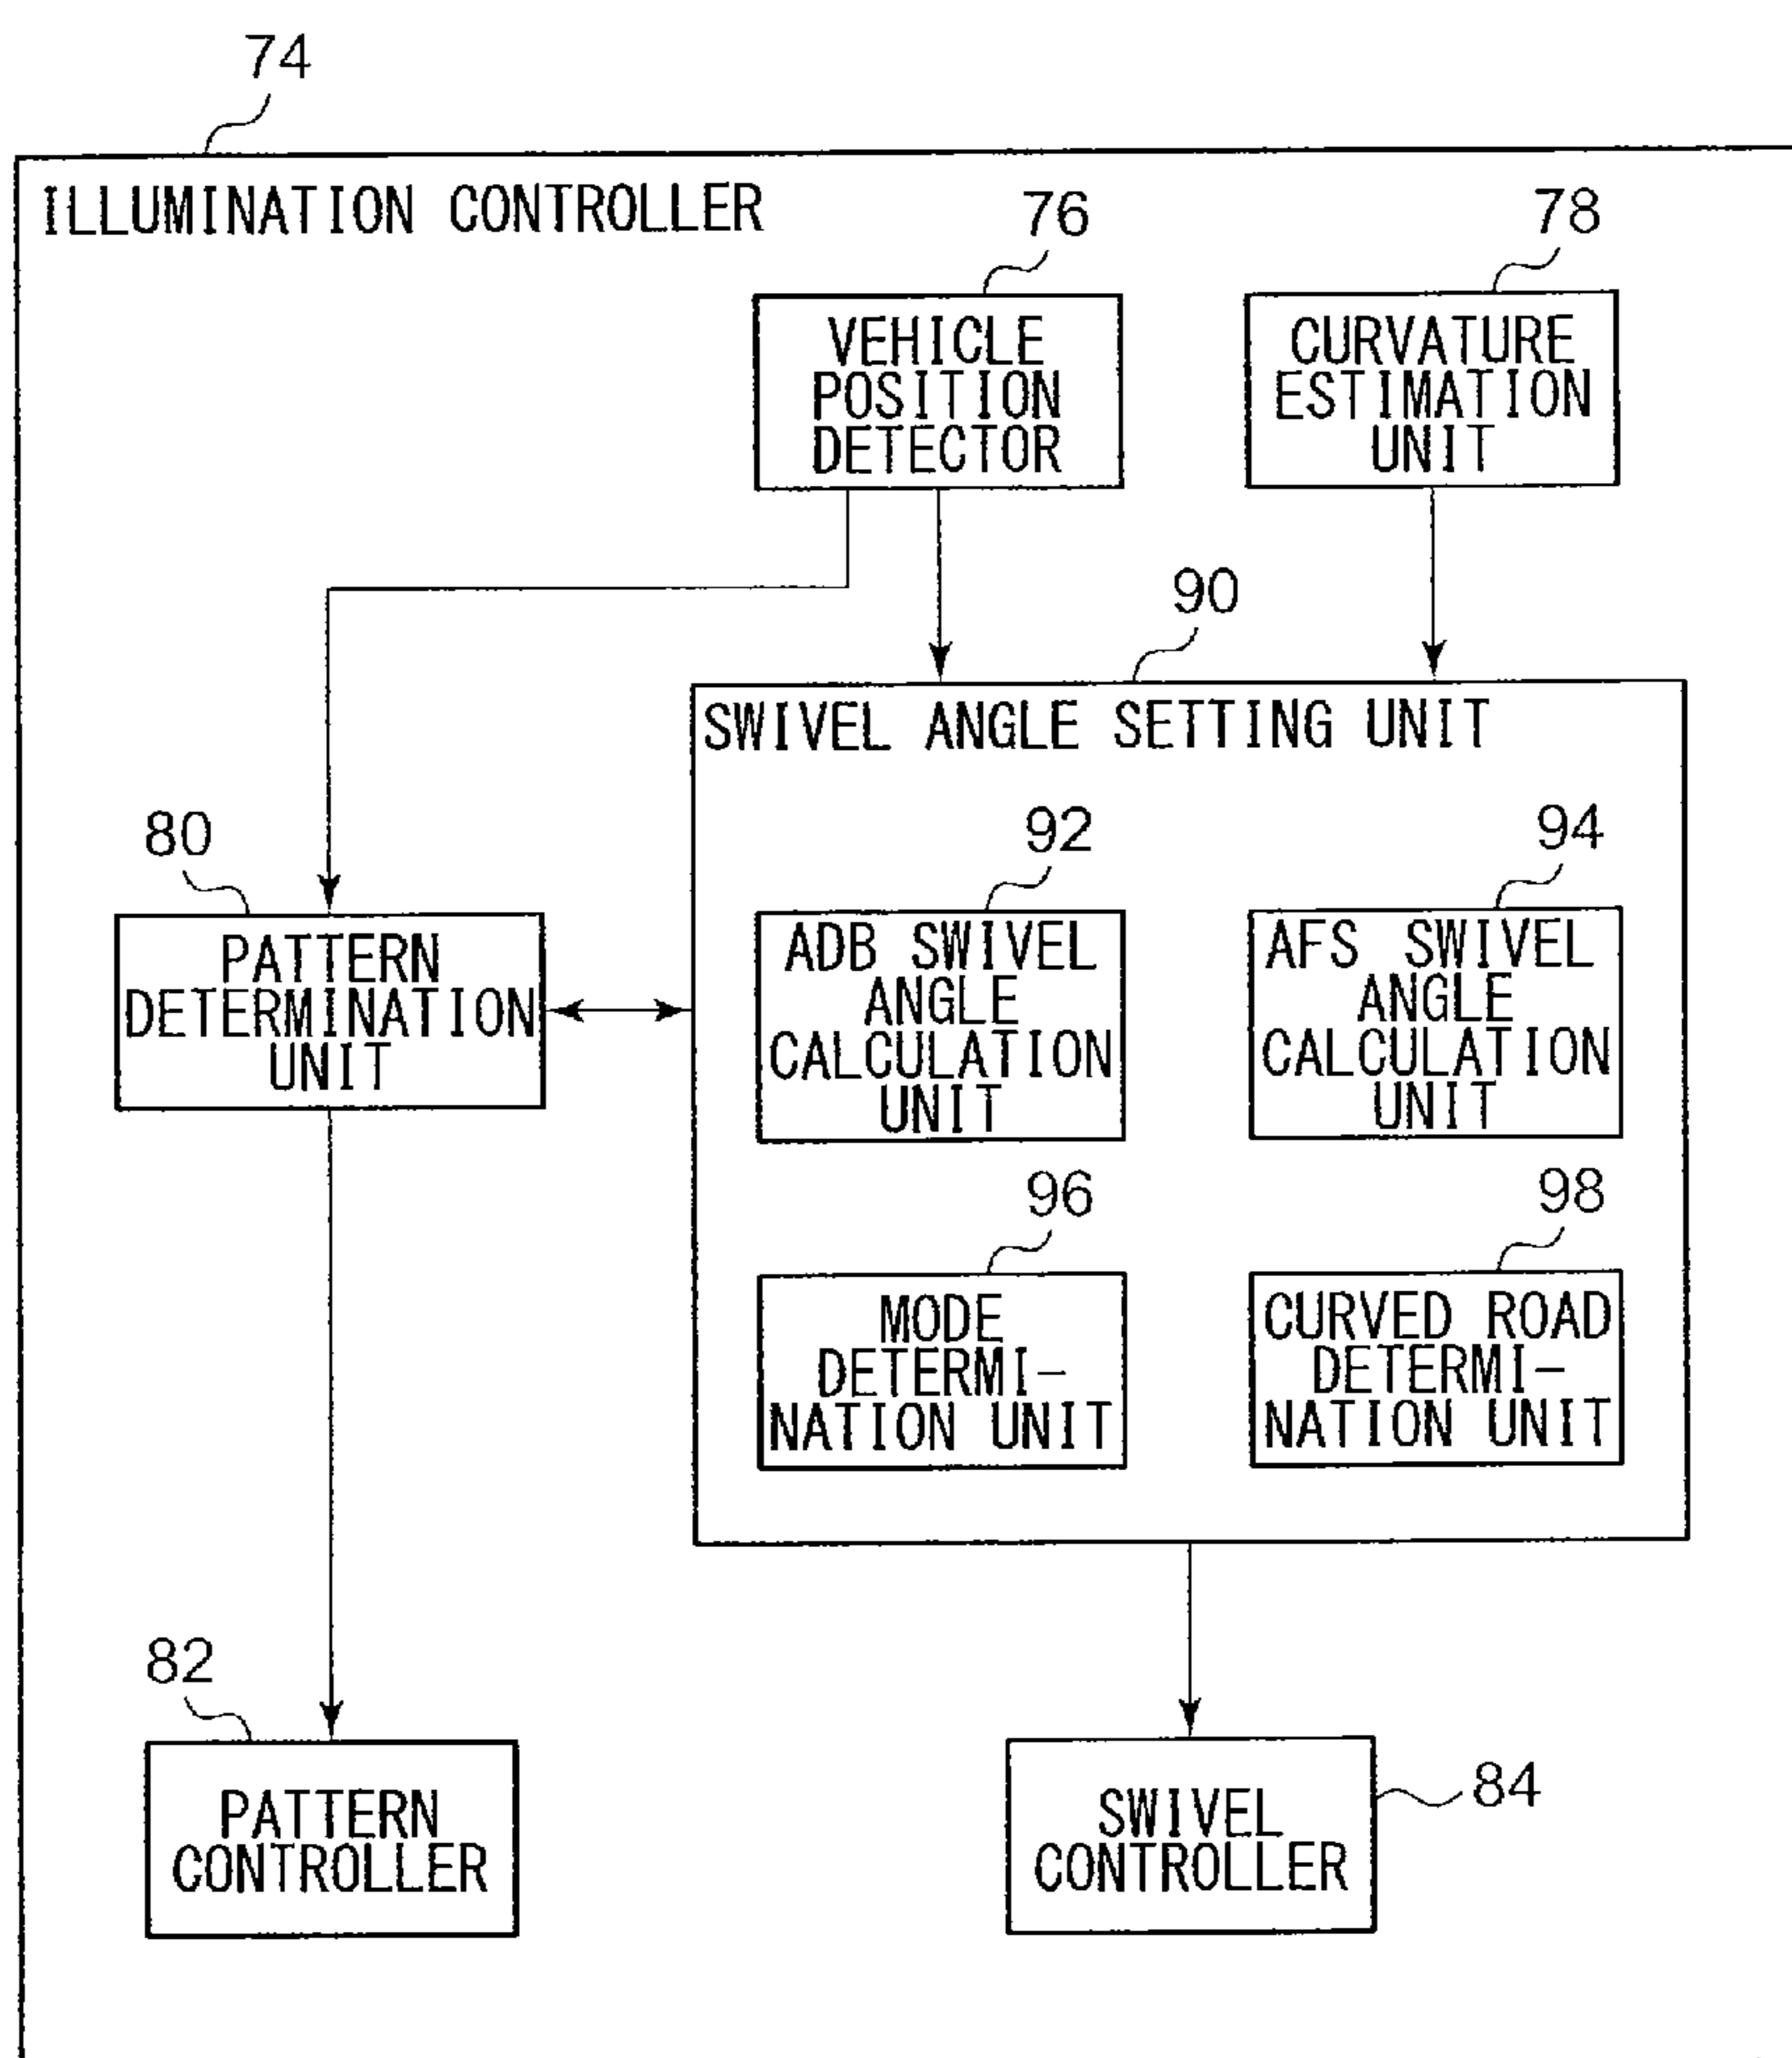 74
ILLUMINATION CONTROLLER
76
78
VEHICLE
POSITION
DETECTOR
CURVATURE
ESTIMATION
UNIT
90
SWIVEL ANGLE SETTING UNIT
80
PATTERN
DETERMINATION
UNIT
92
ADB SWIVEL
ANGLE
CALCULATION
UNIT
94
AFS SWIVEL
ANGLE
CALCULATION
UNIT
96
MODE
DETERMI-
NATION UNIT
98
CURVED ROAD
DETERMI-
NATION UNIT
82
PATTERN
CONTROLLER
SWIVEL
CONTROLLER
84